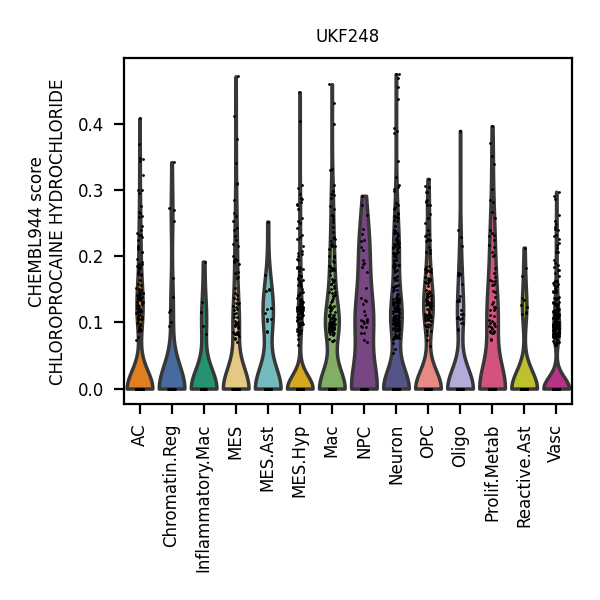 UKF248
CHEMBL944 score
CHLOROPROCAINE HYDROCHLORIDE
0.4
0.3
0.2
0.1
0.0
AC
Chromatin.Reg
Inflammatory.Mac
MES
MES.Ast
MES.Hyp
Mac
NPC
Neuron
OPC
Oligo
Prolif.Metab
Reactive.Ast
Vasc